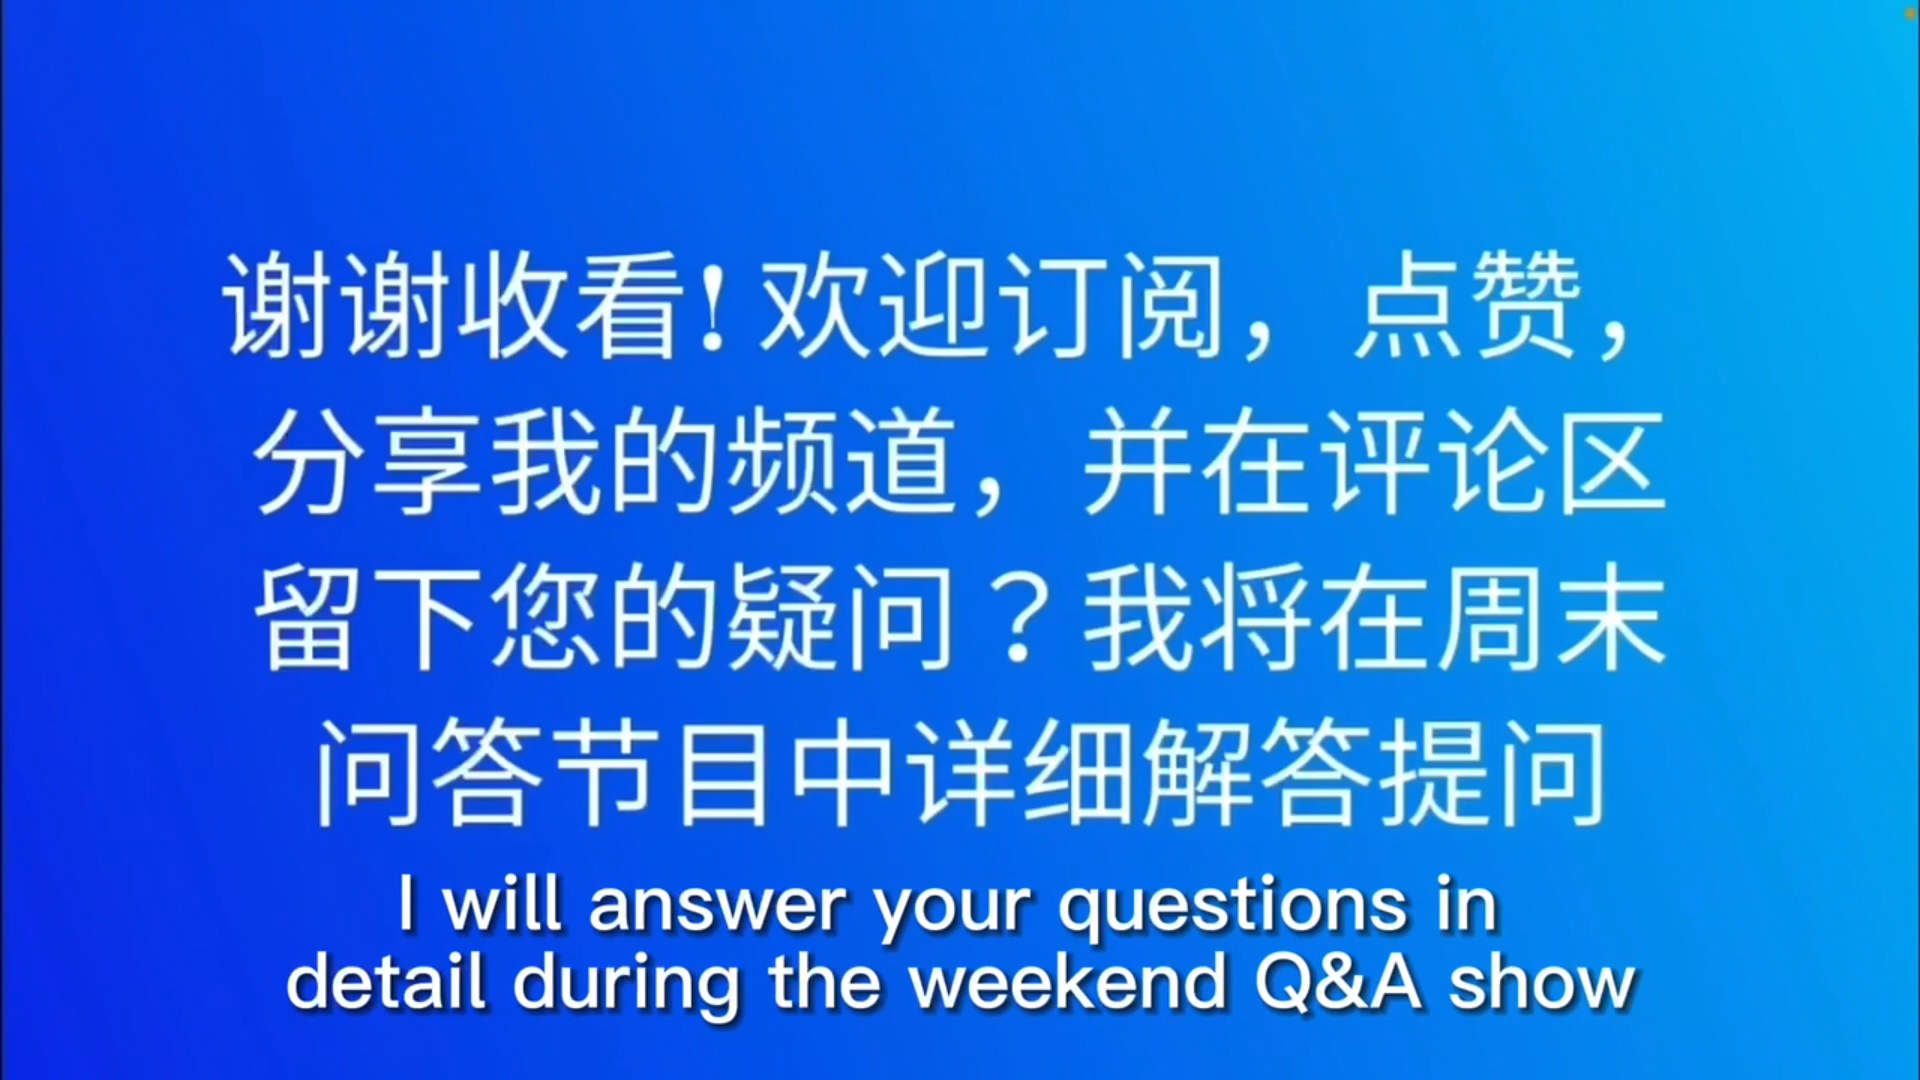 谢谢收看！欢迎订阅，点赞，
分享我的频道，并在评论区
留下您的疑问？我将在周末
问答节目中详细解答提问
I will answer your questions in
detail during the weekend Q&A show